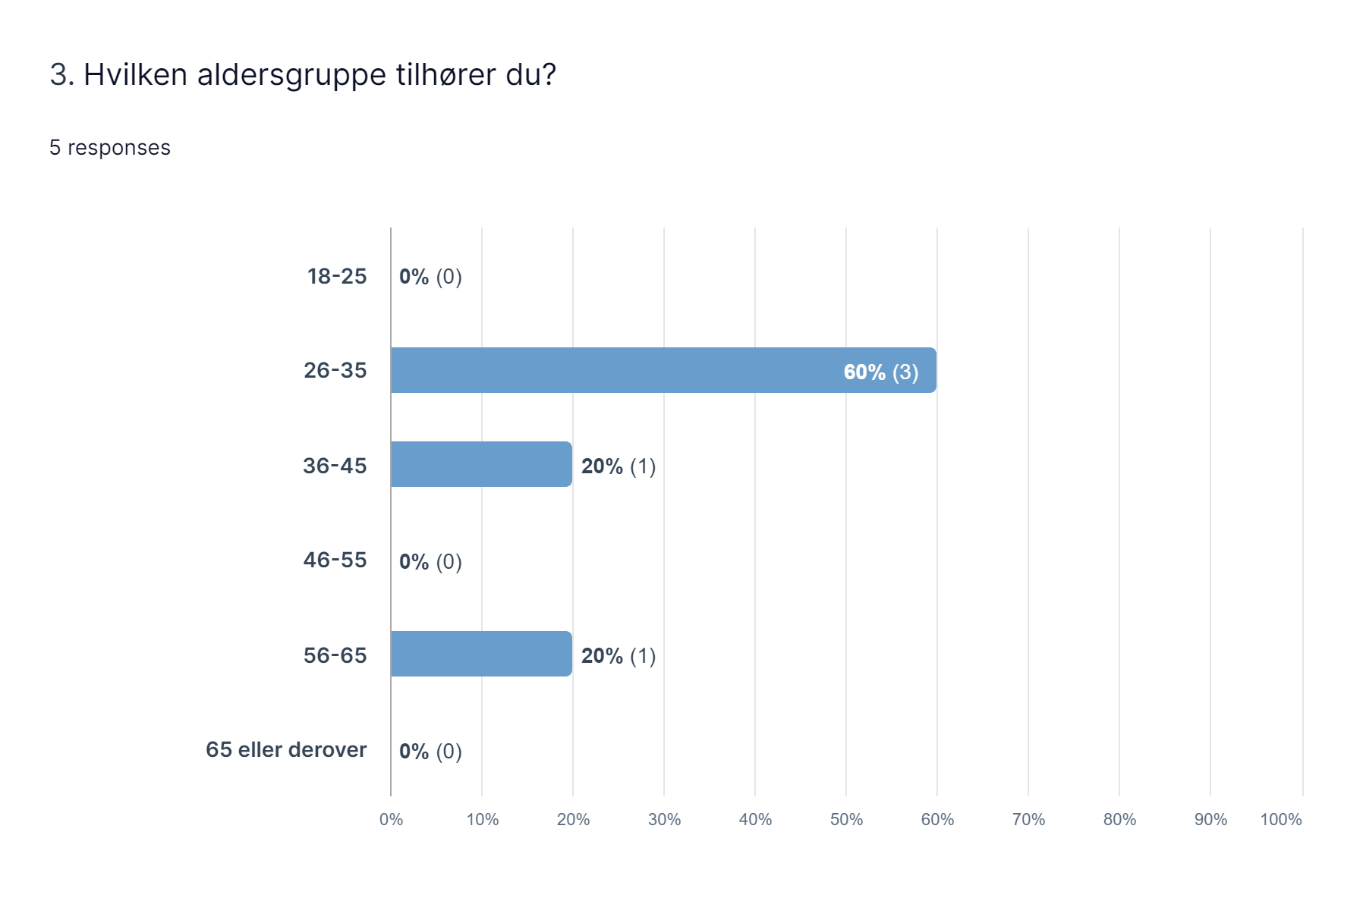 3. Hvilken aldersgruppe tilhører du?
5 responses
18-25 0% (0)
26-35 60% (3)
36-45 20% (1)
46-55 0% (0)
56-65 20% (1)
65 eller derover 0% (0)
0% 10% 20% 30% 40% 50% 60% 70% 80% 90% 100%